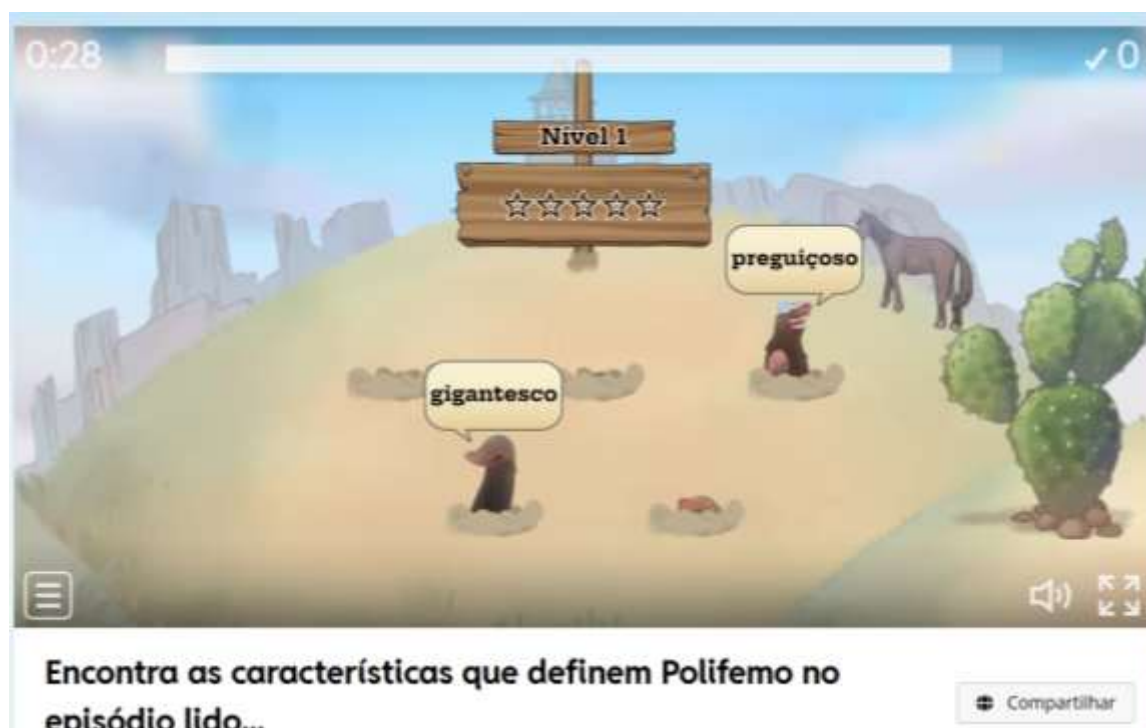 0:28
✓ 0
Nível 1
preguiçoso
gigantesco
Encontra as características que definem Polifemo no
episódio lido...
Compartilhar